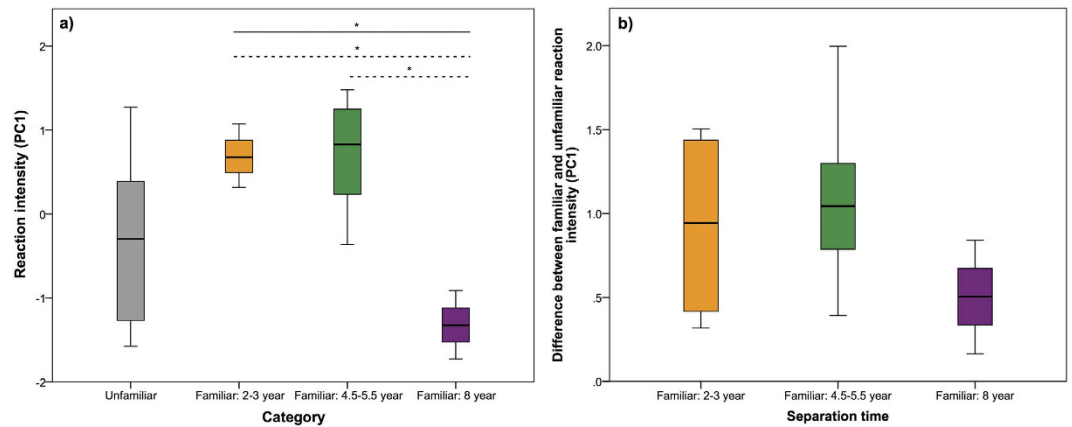 a)
*
*
*
Reaction intensity (PC1)
2
1
0
-1
-2
Unfamiliar
Familiar: 2-3 year
Familiar: 4.5-5.5 year
Familiar: 8 year
Category
b)
Difference between familiar and unfamiliar reaction
intensity (PC1)
2.0
1.5
1.0
.5
.0
Familiar: 2-3 year
Familiar: 4.5-5.5 year
Familiar: 8 year
Separation time